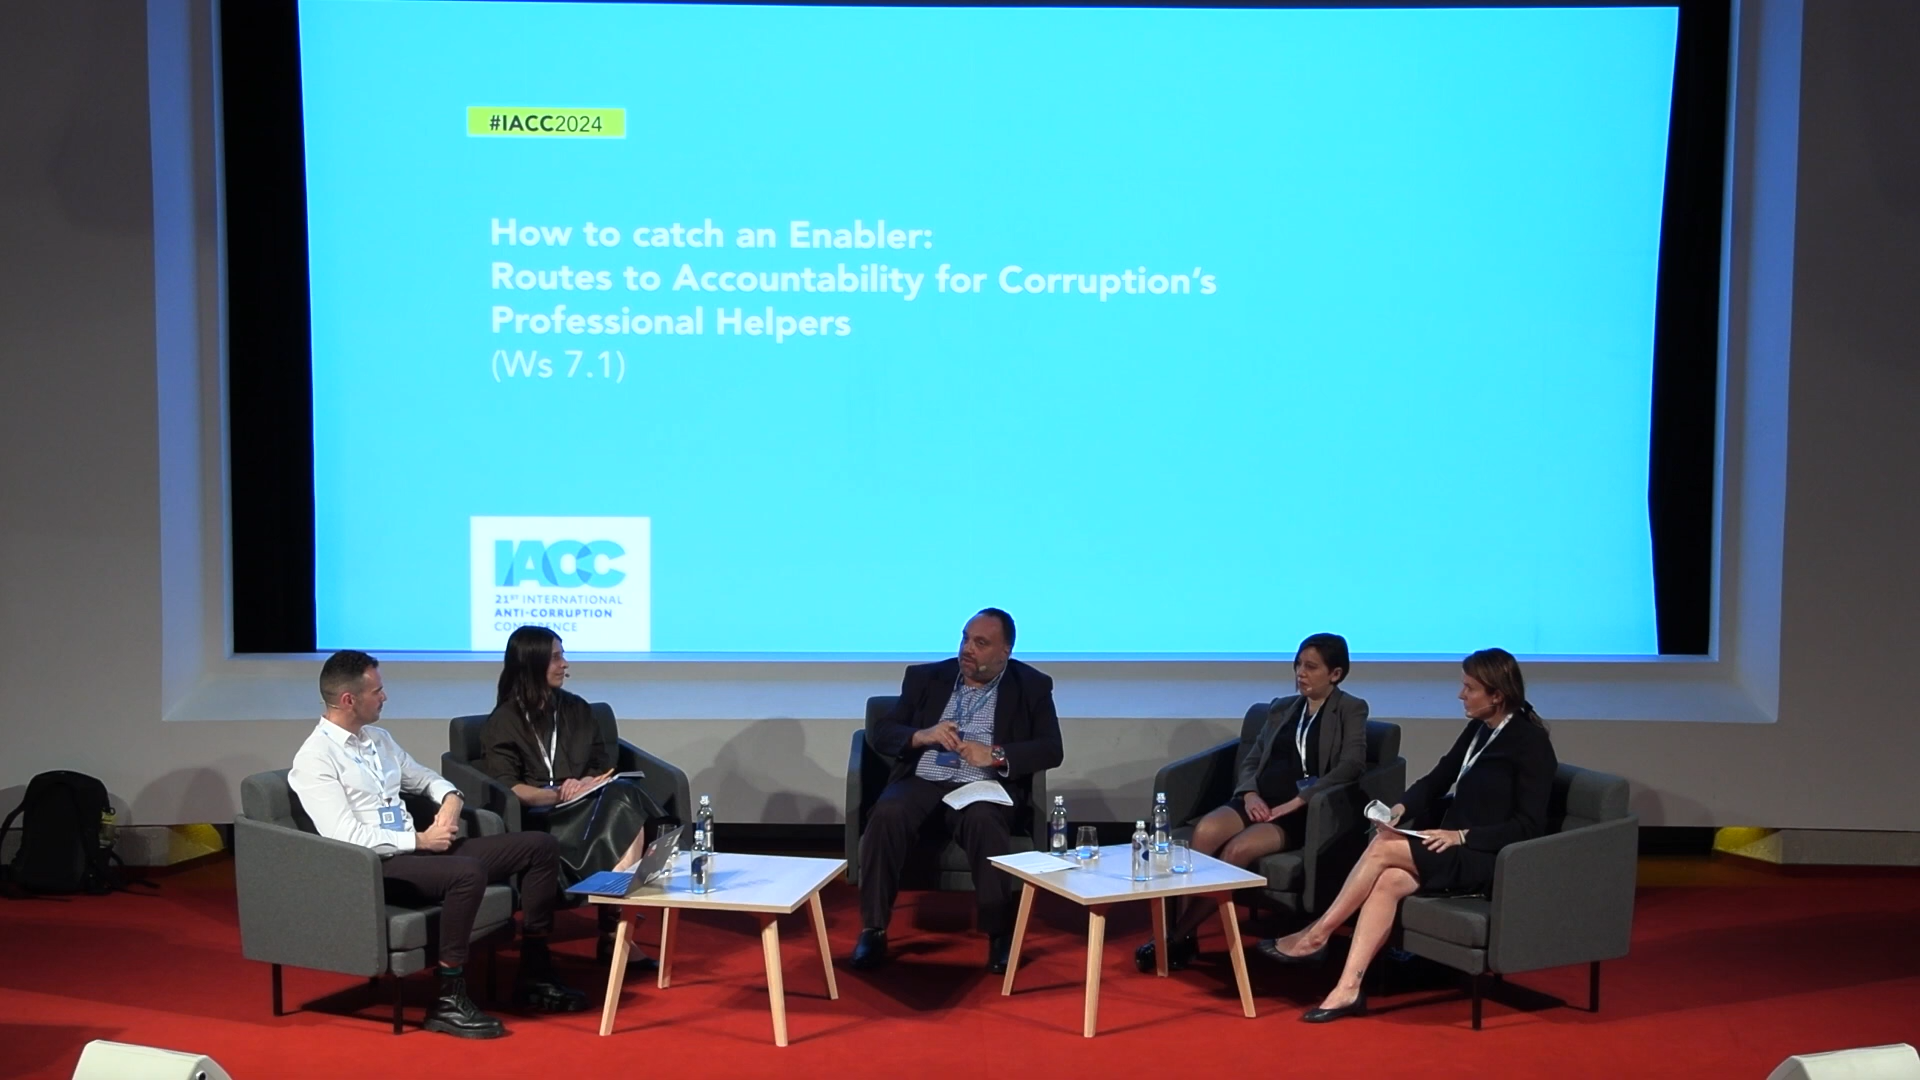 #IACC2024
How to catch an Enabler:
Routes to Accountability for Corruption's
Professional Helpers
(Ws 7.1)
IACC
21ST INTERNATIONAL
ANTI-CORRUPTION
CONFERENCE